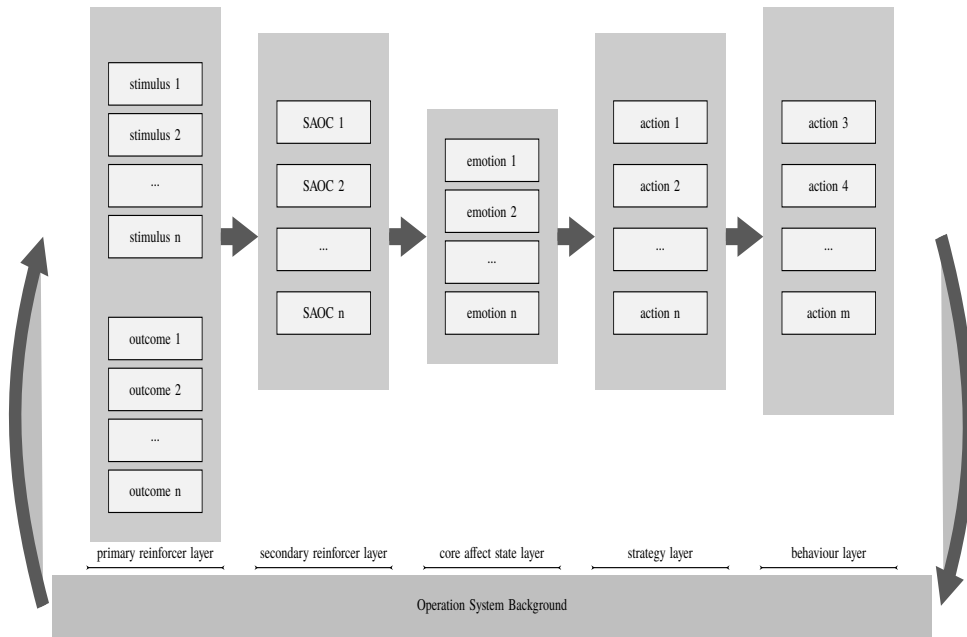 stimulus 1
stimulus 2
...
stimulus n
outcome 1
outcome 2
...
outcome n
primary reinforcer layer
SAOC 1
SAOC 2
...
SAOC n
secondary reinforcer layer
emotion 1
emotion 2
...
emotion n
core affect state layer
action 1
action 2
...
action n
strategy layer
action 3
action 4
...
action m
behaviour layer
Operation System Background